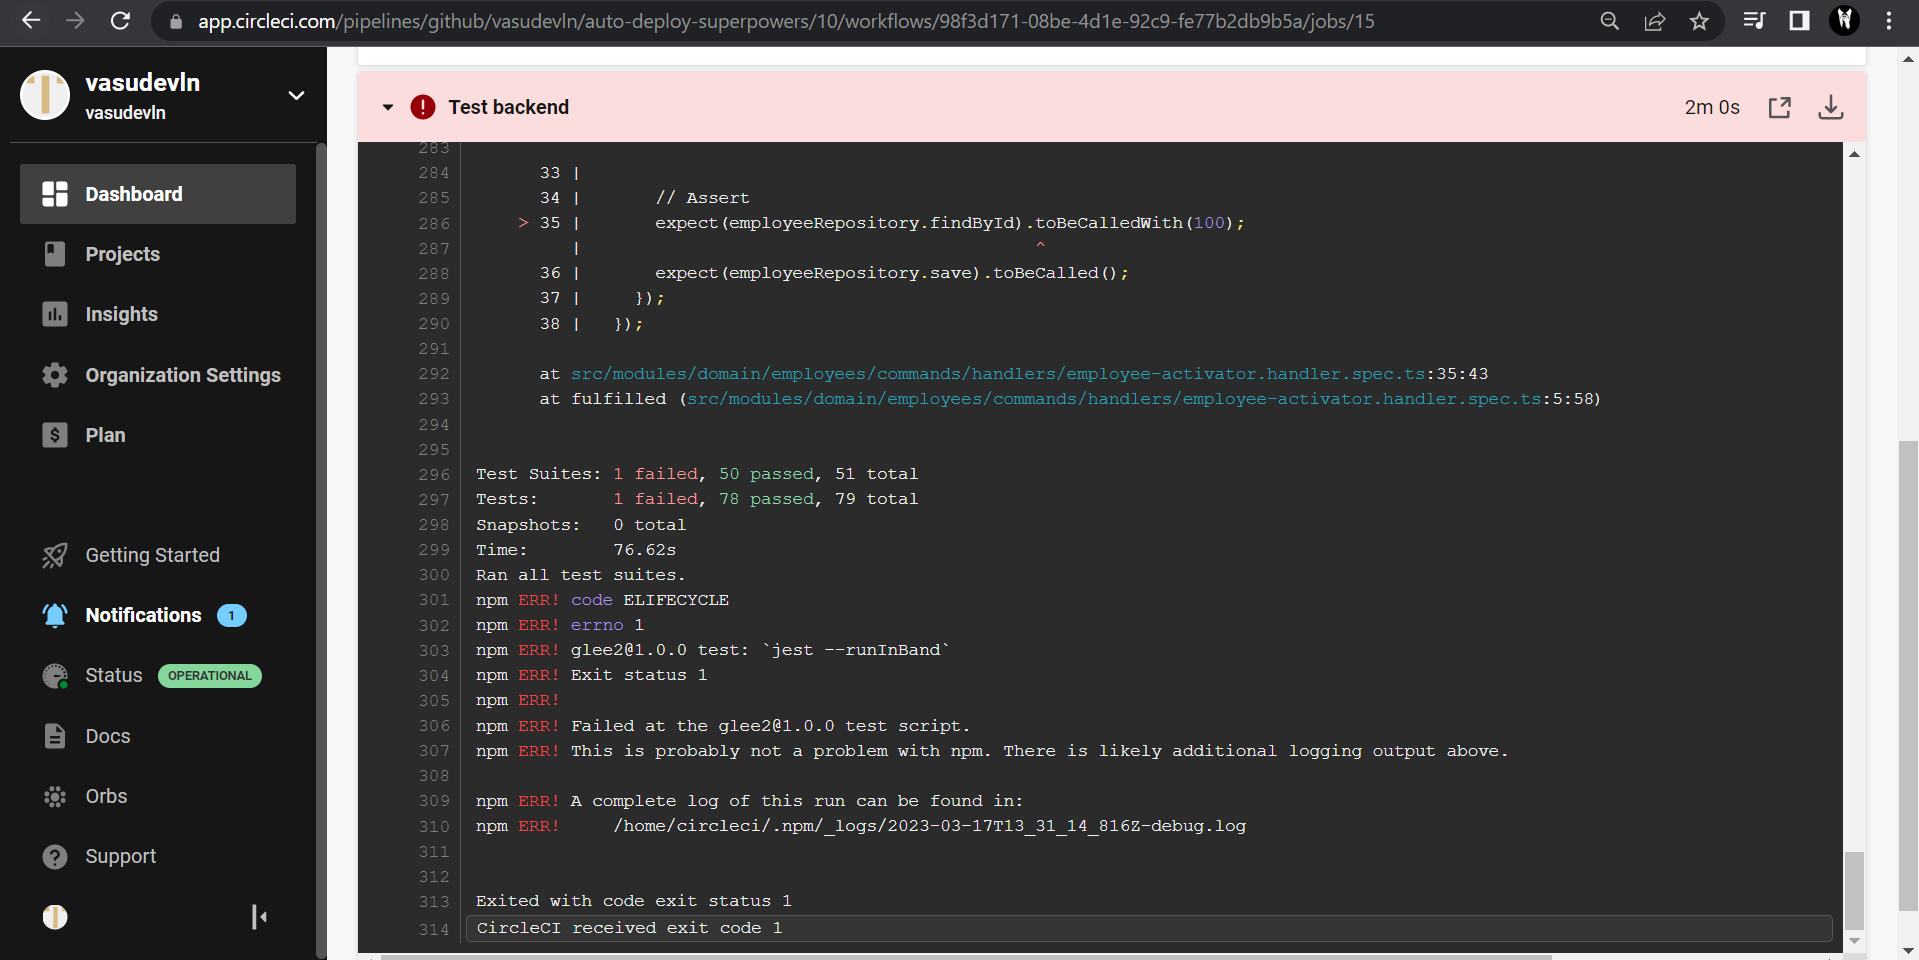 app.circleci.com/pipelines/github/vasudevln/auto-deploy-superpowers/10/workflows/98f3d171-08be-4d1e-92c9-fe77b2db9b5a/jobs/15
vasudevln
vasudevln
Dashboard
Projects
Insights
Organization Settings
Plan
Getting Started
Notifications 1
Status OPERATIONAL
Docs
Orbs
Support
Test backend 2m 0s
283
284 33 |
285 34 | // Assert
286 > 35 | expect(employeeRepository.findById).toBeCalledWith(100);
287 | ^
288 36 | expect(employeeRepository.save).toBeCalled();
289 37 | });
290 38 | });
291
292 at src/modules/domain/employees/commands/handlers/employee-activator.handler.spec.ts:35:43
293 at fulfilled (src/modules/domain/employees/commands/handlers/employee-activator.handler.spec.ts:5:58)
294
295
296 Test Suites: 1 failed, 50 passed, 51 total
297 Tests: 1 failed, 78 passed, 79 total
298 Snapshots: 0 total
299 Time: 76.62s
300 Ran all test suites.
301 npm ERR! code ELIFECYCLE
302 npm ERR! errno 1
303 npm ERR! glee2@1.0.0 test: `jest --runInBand`
304 npm ERR! Exit status 1
305 npm ERR!
306 npm ERR! Failed at the glee2@1.0.0 test script.
307 npm ERR! This is probably not a problem with npm. There is likely additional logging output above.
308
309 npm ERR! A complete log of this run can be found in:
310 npm ERR! /home/circleci/.npm/_logs/2023-03-17T13_31_14_816Z-debug.log
311
312
313 Exited with code exit status 1
314 CircleCI received exit code 1